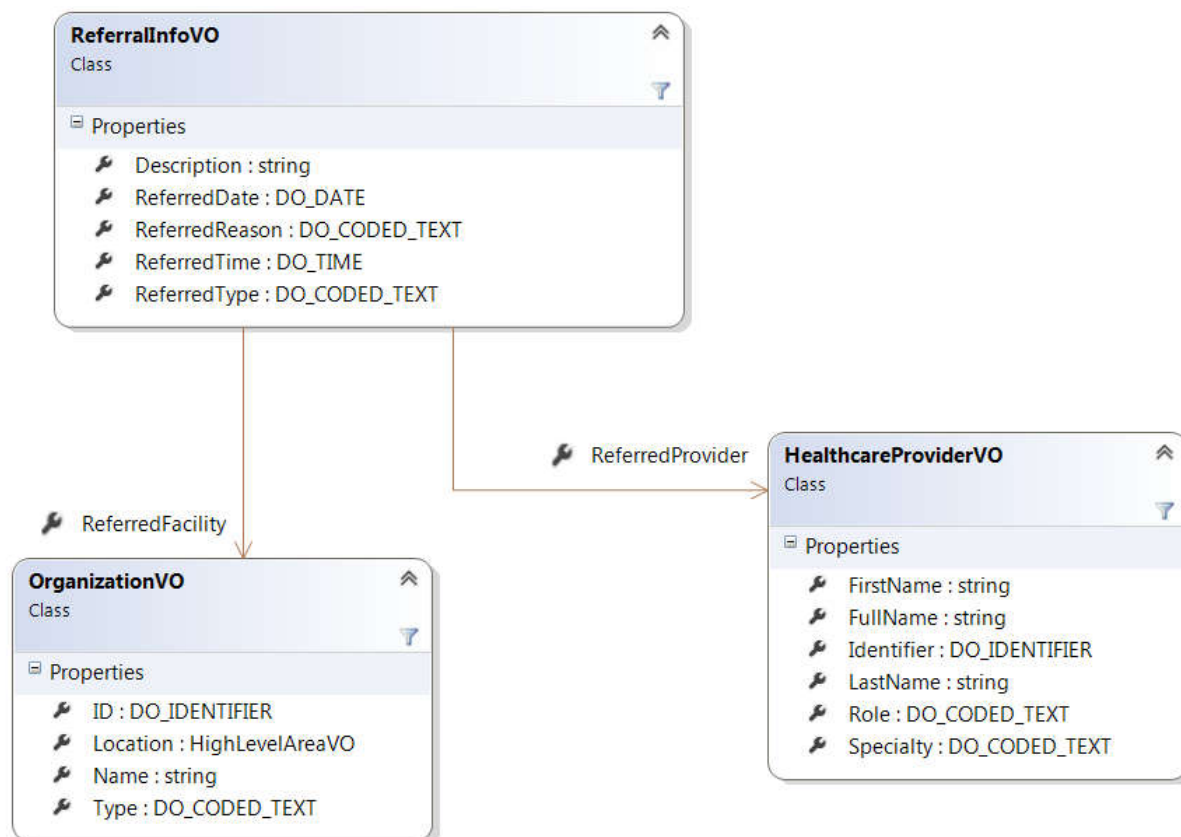 ReferralInfoVO
Class
Properties
Description : string
ReferredDate : DO_DATE
ReferredReason : DO_CODED_TEXT
ReferredTime : DO_TIME
ReferredType : DO_CODED_TEXT
ReferredProvider
ReferredFacility
HealthcareProviderVO
Class
Properties
FirstName : string
FullName : string
Identifier : DO_IDENTIFIER
LastName : string
Role : DO_CODED_TEXT
Specialty : DO_CODED_TEXT
OrganizationVO
Class
Properties
ID : DO_IDENTIFIER
Location : HighLevelAreaVO
Name : string
Type : DO_CODED_TEXT